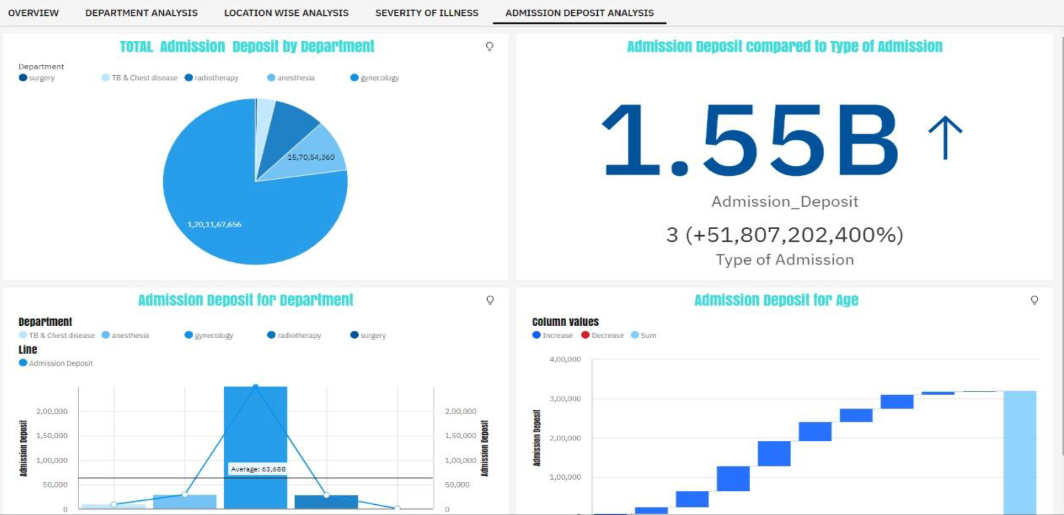 OVERVIEW DEPARTMENT ANALYSIS LOCATION WISE ANALYSIS SEVERITY OF ILLNESS ADMISSION DEPOSIT ANALYSIS
TOTAL Admission Deposit by Department
Department
surgery TB & Chest disease radiotherapy anesthesia gynecology
15,70,54,360
1,20,11,67,656
Admission Deposit compared to Type of Admission
1.55B ↑
Admission_Deposit
3 (+51,807,202,400%)
Type of Admission
Admission Deposit for Department
Department
TB & Chest disease anesthesia gynecology radiotherapy surgery
Line
Admission Deposit
Admission Deposit
2,00,000
1,50,000
1,00,000
50,000
0
Average: 63,688
2,00,000
1,50,000
1,00,000
50,000
0
Admission Deposit
Admission Deposit for Age
Column values
Increase Decrease Sum
Admission Deposit
4,00,000
3,00,000
2,00,000
1,00,000